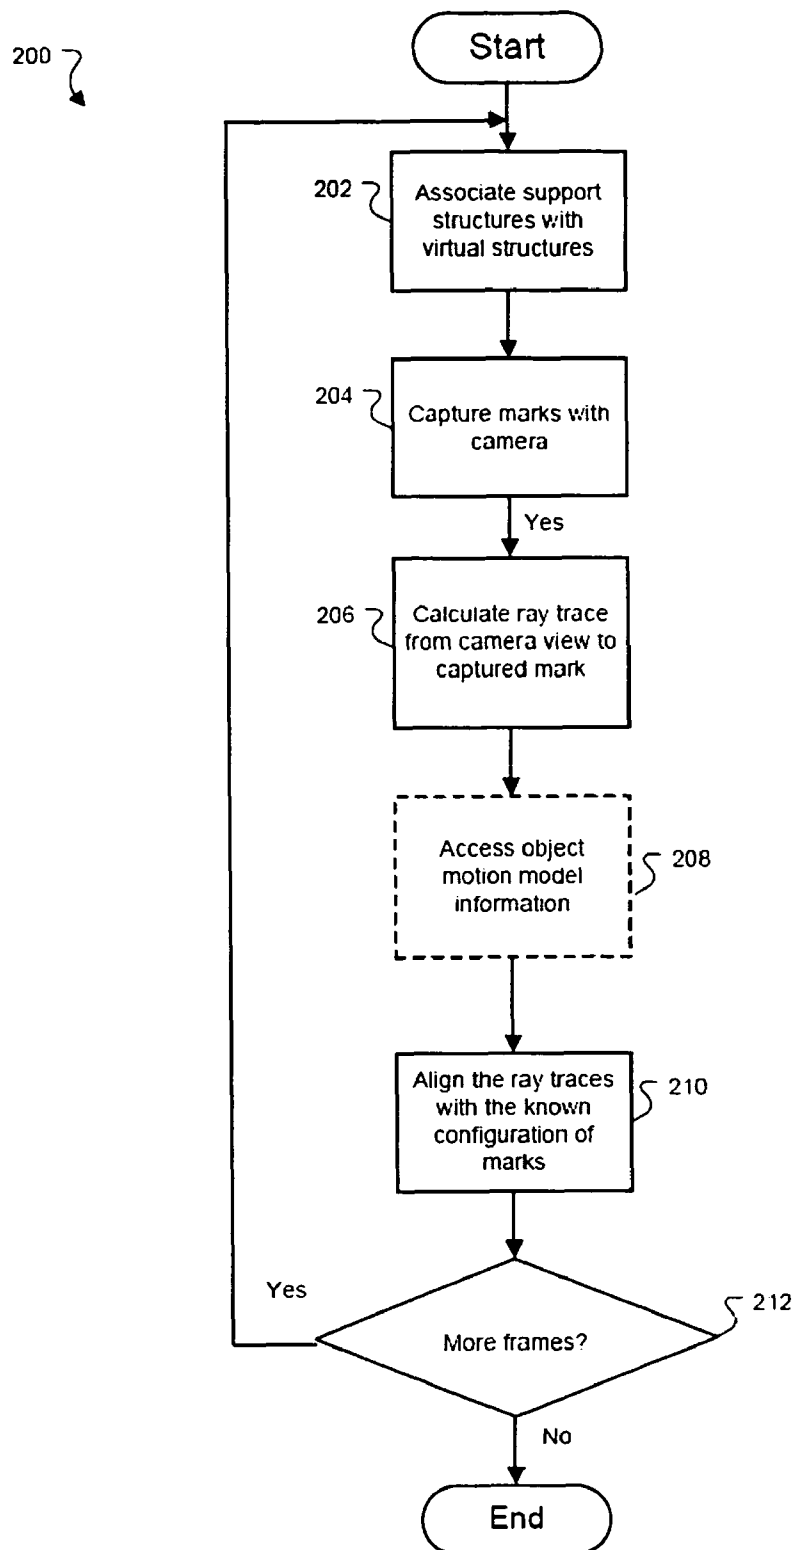 200
Start
202
Associate support
structures with
virtual structures
204
Capture marks with
camera
Yes
206
Calculate ray trace
from camera view to
captured mark
Access object
motion model
information
208
Align the ray traces
with the known
configuration of
marks
210
Yes
More frames?
212
No
End